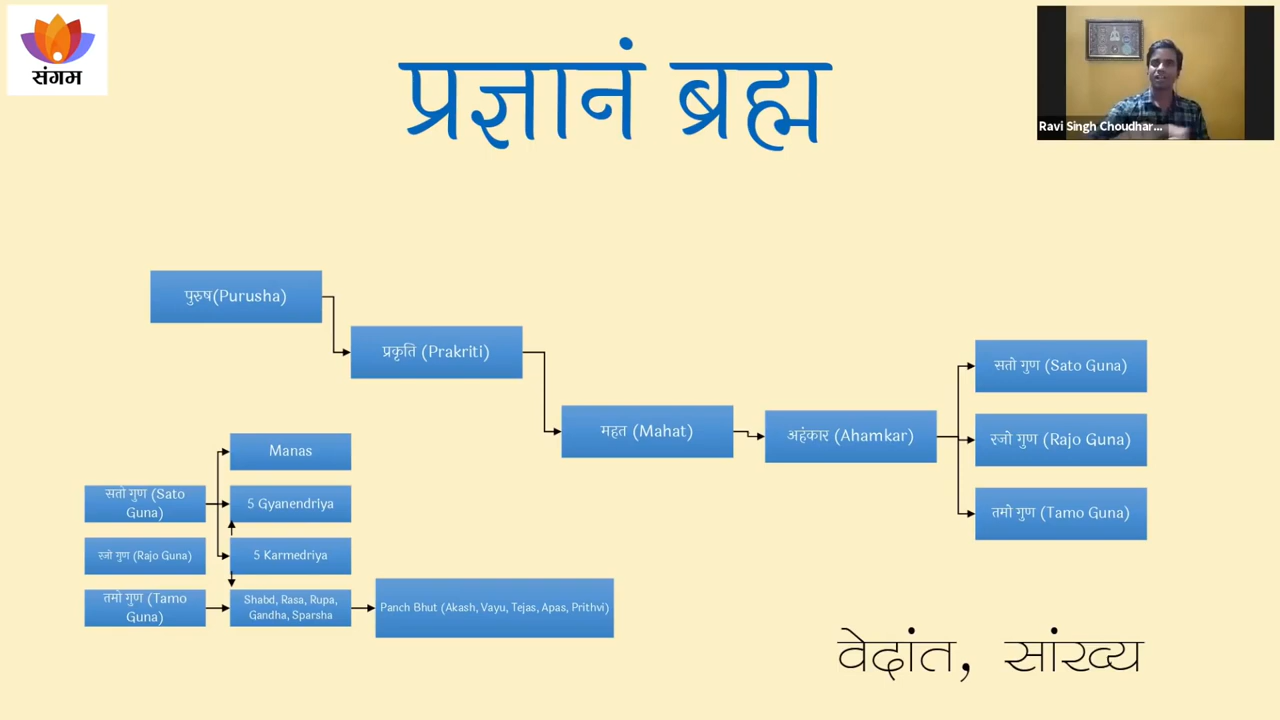 संगम
प्रज्ञानं ब्रह्म
Ravi Singh Choudhar...
पुरुष(Purusha)
प्रकृति (Prakriti)
महत (Mahat)
अहंकार (Ahamkar)
सतो गुण (Sato Guna)
रजो गुण (Rajo Guna)
तमो गुण (Tamo Guna)
Manas
सतो गुण (Sato
Guna)
5 Gyanendriya
रजो गुण (Rajo Guna)
5 Karmedriya
तमो गुण (Tamo
Guna)
Shabd, Rasa, Rupa,
Gandha, Sparsha
Panch Bhut (Akash, Vayu, Tejas, Apas, Prithvi)
वेदांत, सांख्य